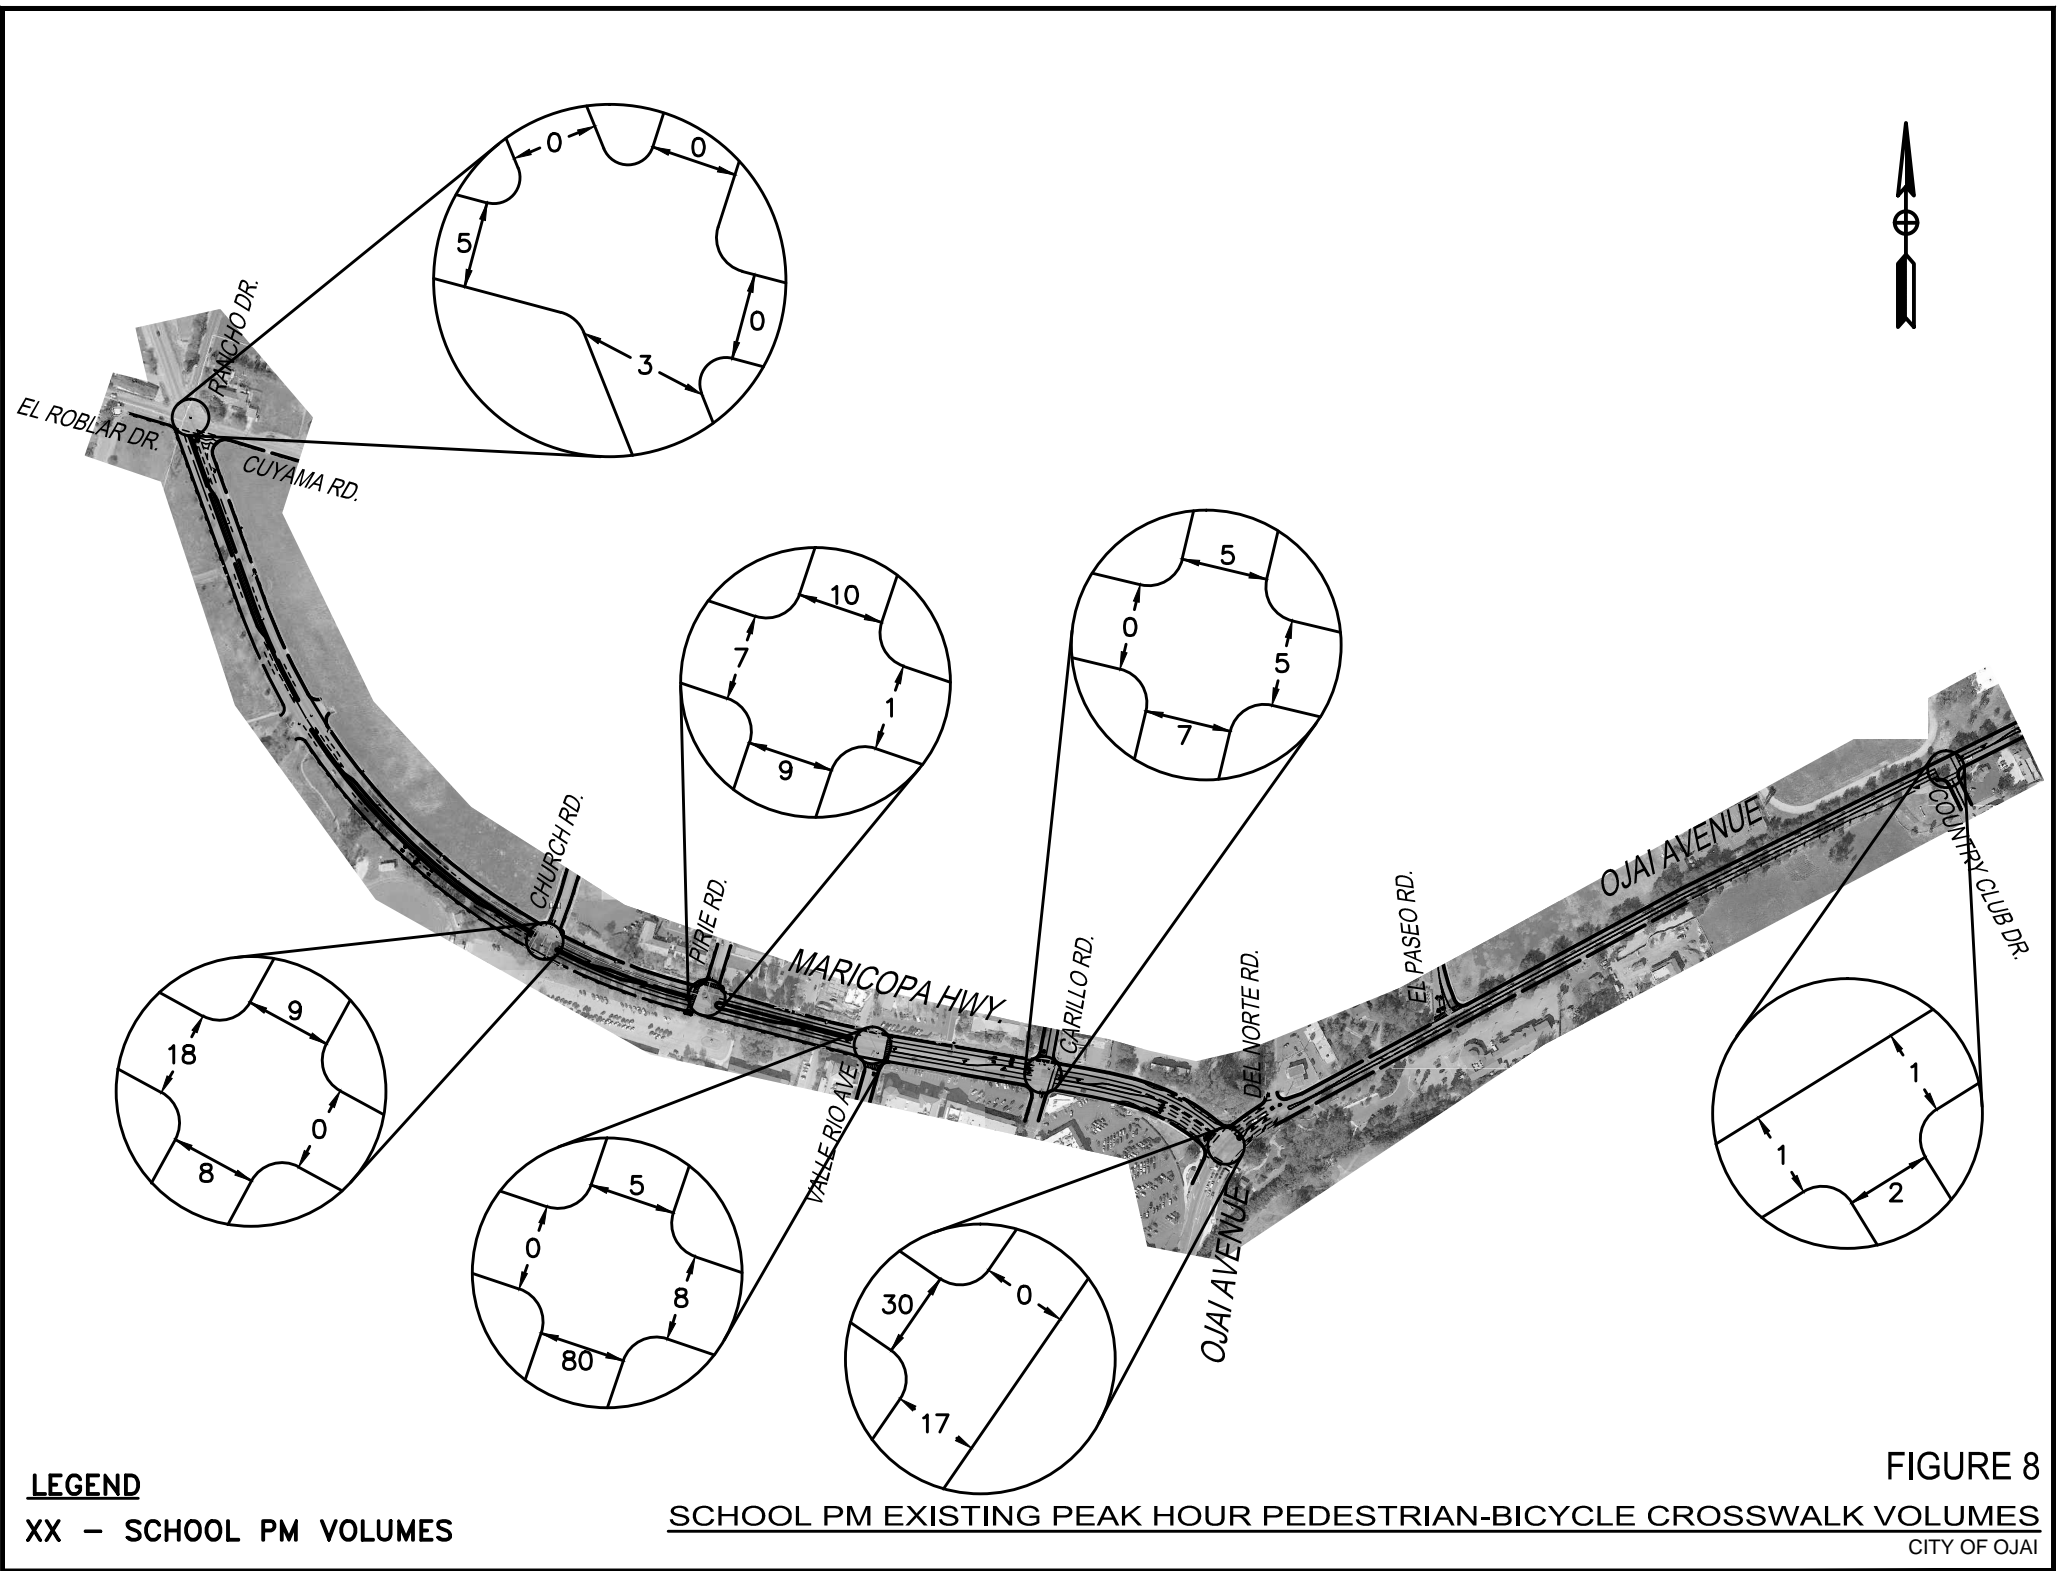 0
0
5
0
3
RANCHO DR.
EL ROBLAR DR.
CUYAMA RD.
10
7
1
9
5
0
5
7
CHURCH RD.
PIRIE RD.
MARICOPA HWY.
CARILLO RD.
DEL NORTE RD.
EL PASEO RD.
OJAI AVENUE
COUNTRY CLUB DR.
VALLE RIO AVE.
OJAI AVENUE
9
18
0
8
5
0
8
80
0
30
17
1
1
2
LEGEND
XX – SCHOOL PM VOLUMES
FIGURE 8
SCHOOL PM EXISTING PEAK HOUR PEDESTRIAN-BICYCLE CROSSWALK VOLUMES
CITY OF OJAI